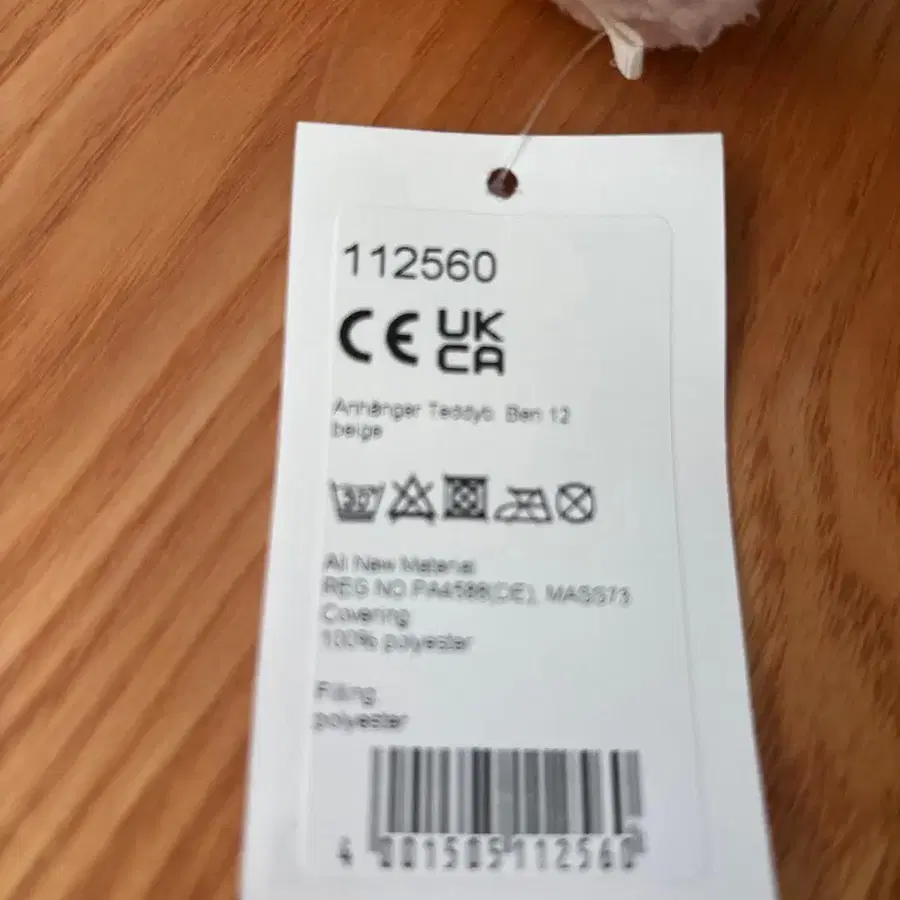 112560
CE UK
CA
Anhänger Teddyb. Ben 12
beige
30
All New Material
REG NO PA4588(DE), MASS73
Covering
100% polyester
Filling
polyester
4 001505 112560